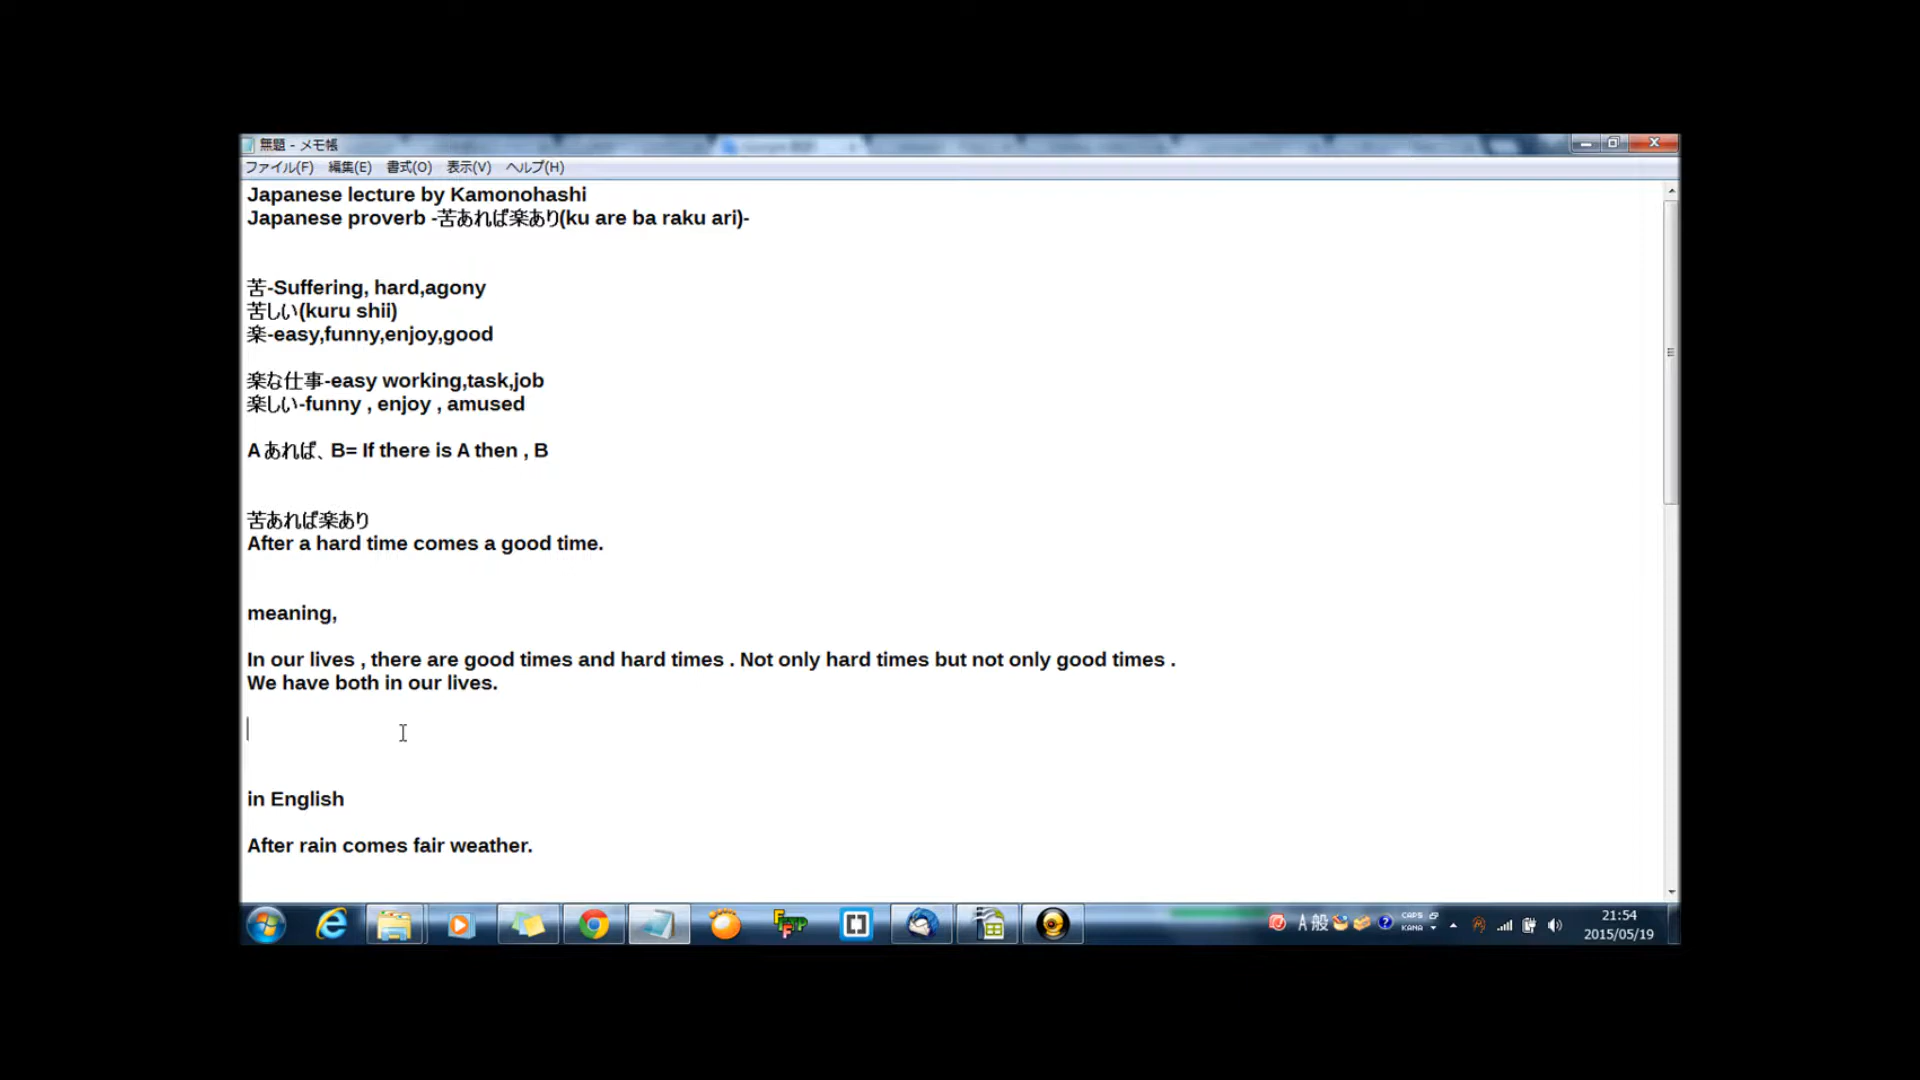 無題 - メモ帳
ファイル(F) 編集(E) 書式(O) 表示(V) ヘルプ(H)
Japanese lecture by Kamonohashi
Japanese proverb -苦あれば楽あり(ku are ba raku ari)-
苦-Suffering, hard,agony
苦しい(kuru shii)
楽-easy,funny,enjoy,good
楽な仕事-easy working,task,job
楽しい-funny , enjoy , amused
Aあれば、B= If there is A then , B
苦あれば楽あり
After a hard time comes a good time.
meaning,
In our lives , there are good times and hard times . Not only hard times but not only good times .
We have both in our lives.
in English
After rain comes fair weather.
A 般
CAPS
KANA
21:54
2015/05/19